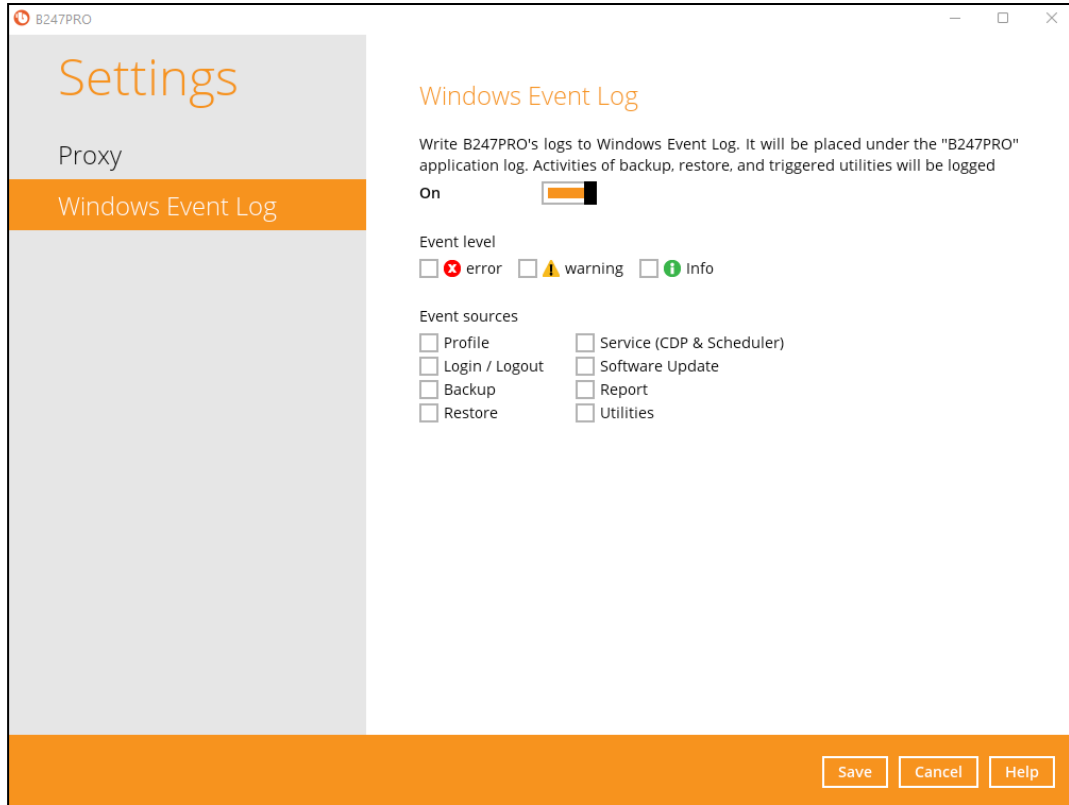 B247PRO
Settings
Proxy
Windows Event Log
Windows Event Log
Write B247PRO's logs to Windows Event Log. It will be placed under the "B247PRO"
application log. Activities of backup, restore, and triggered utilities will be logged
On
Event level
error warning Info
Event sources
Profile Service (CDP & Scheduler)
Login / Logout Software Update
Backup Report
Restore Utilities
Save Cancel Help